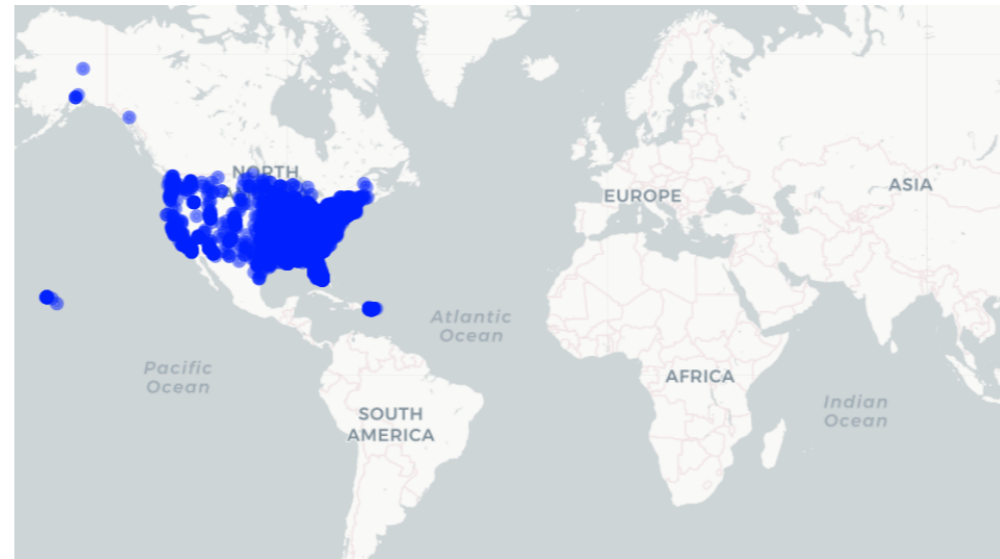 NORTH
EUROPE
ASIA
Atlantic
Ocean
Pacific
Ocean
AFRICA
SOUTH
AMERICA
Indian
Ocean